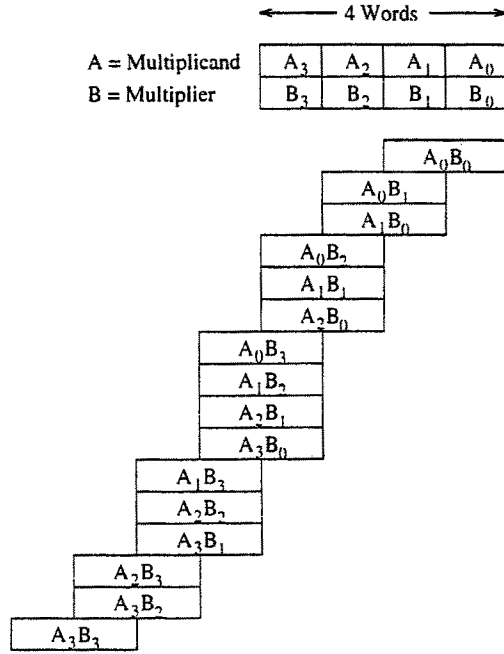 4 Words
A = Multiplicand A₃ A₂ A₁ A₀
B = Multiplier B₃ B₂ B₁ B₀
A₀B₀
A₀B₁
A₁B₀
A₀B₂
A₁B₁
A₂B₀
A₀B₃
A₁B₂
A₂B₁
A₃B₀
A₁B₃
A₂B₂
A₃B₁
A₂B₃
A₃B₂
A₃B₃